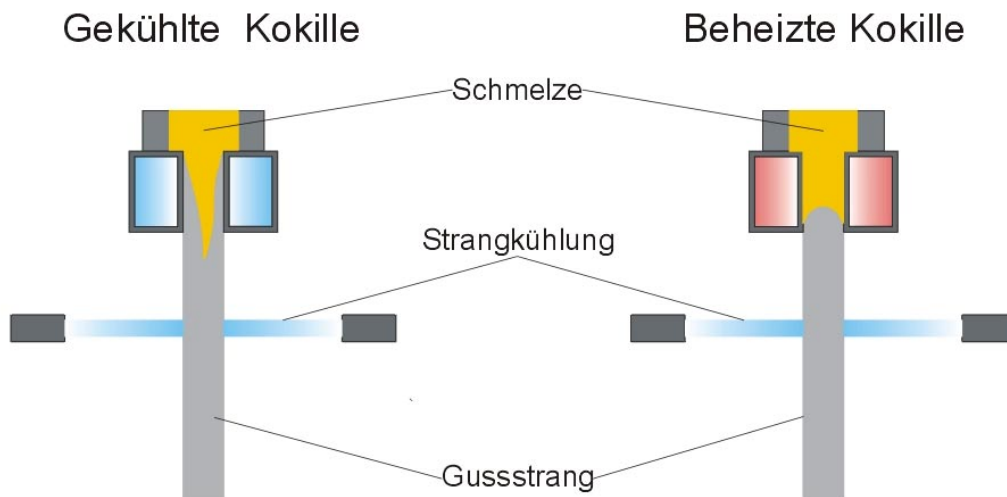 Gekühlte Kokille
Beheizte Kokille
Schmelze
Strangkühlung
Gussstrang